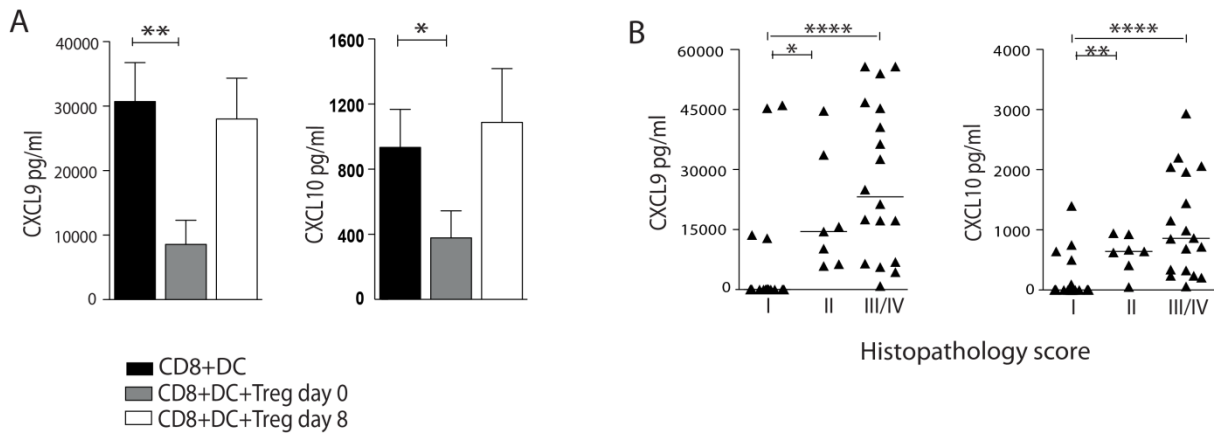 A
**
40000
30000
20000
10000
0
CXCL9 pg/ml
*
1600
1200
800
400
0
CXCL10 pg/ml
CD8+DC
CD8+DC+Treg day 0
CD8+DC+Treg day 8
B
****
*
60000
45000
30000
15000
0
CXCL9 pg/ml
I II III/IV
****
**
4000
3000
2000
1000
0
CXCL10 pg/ml
I II III/IV
Histopathology score